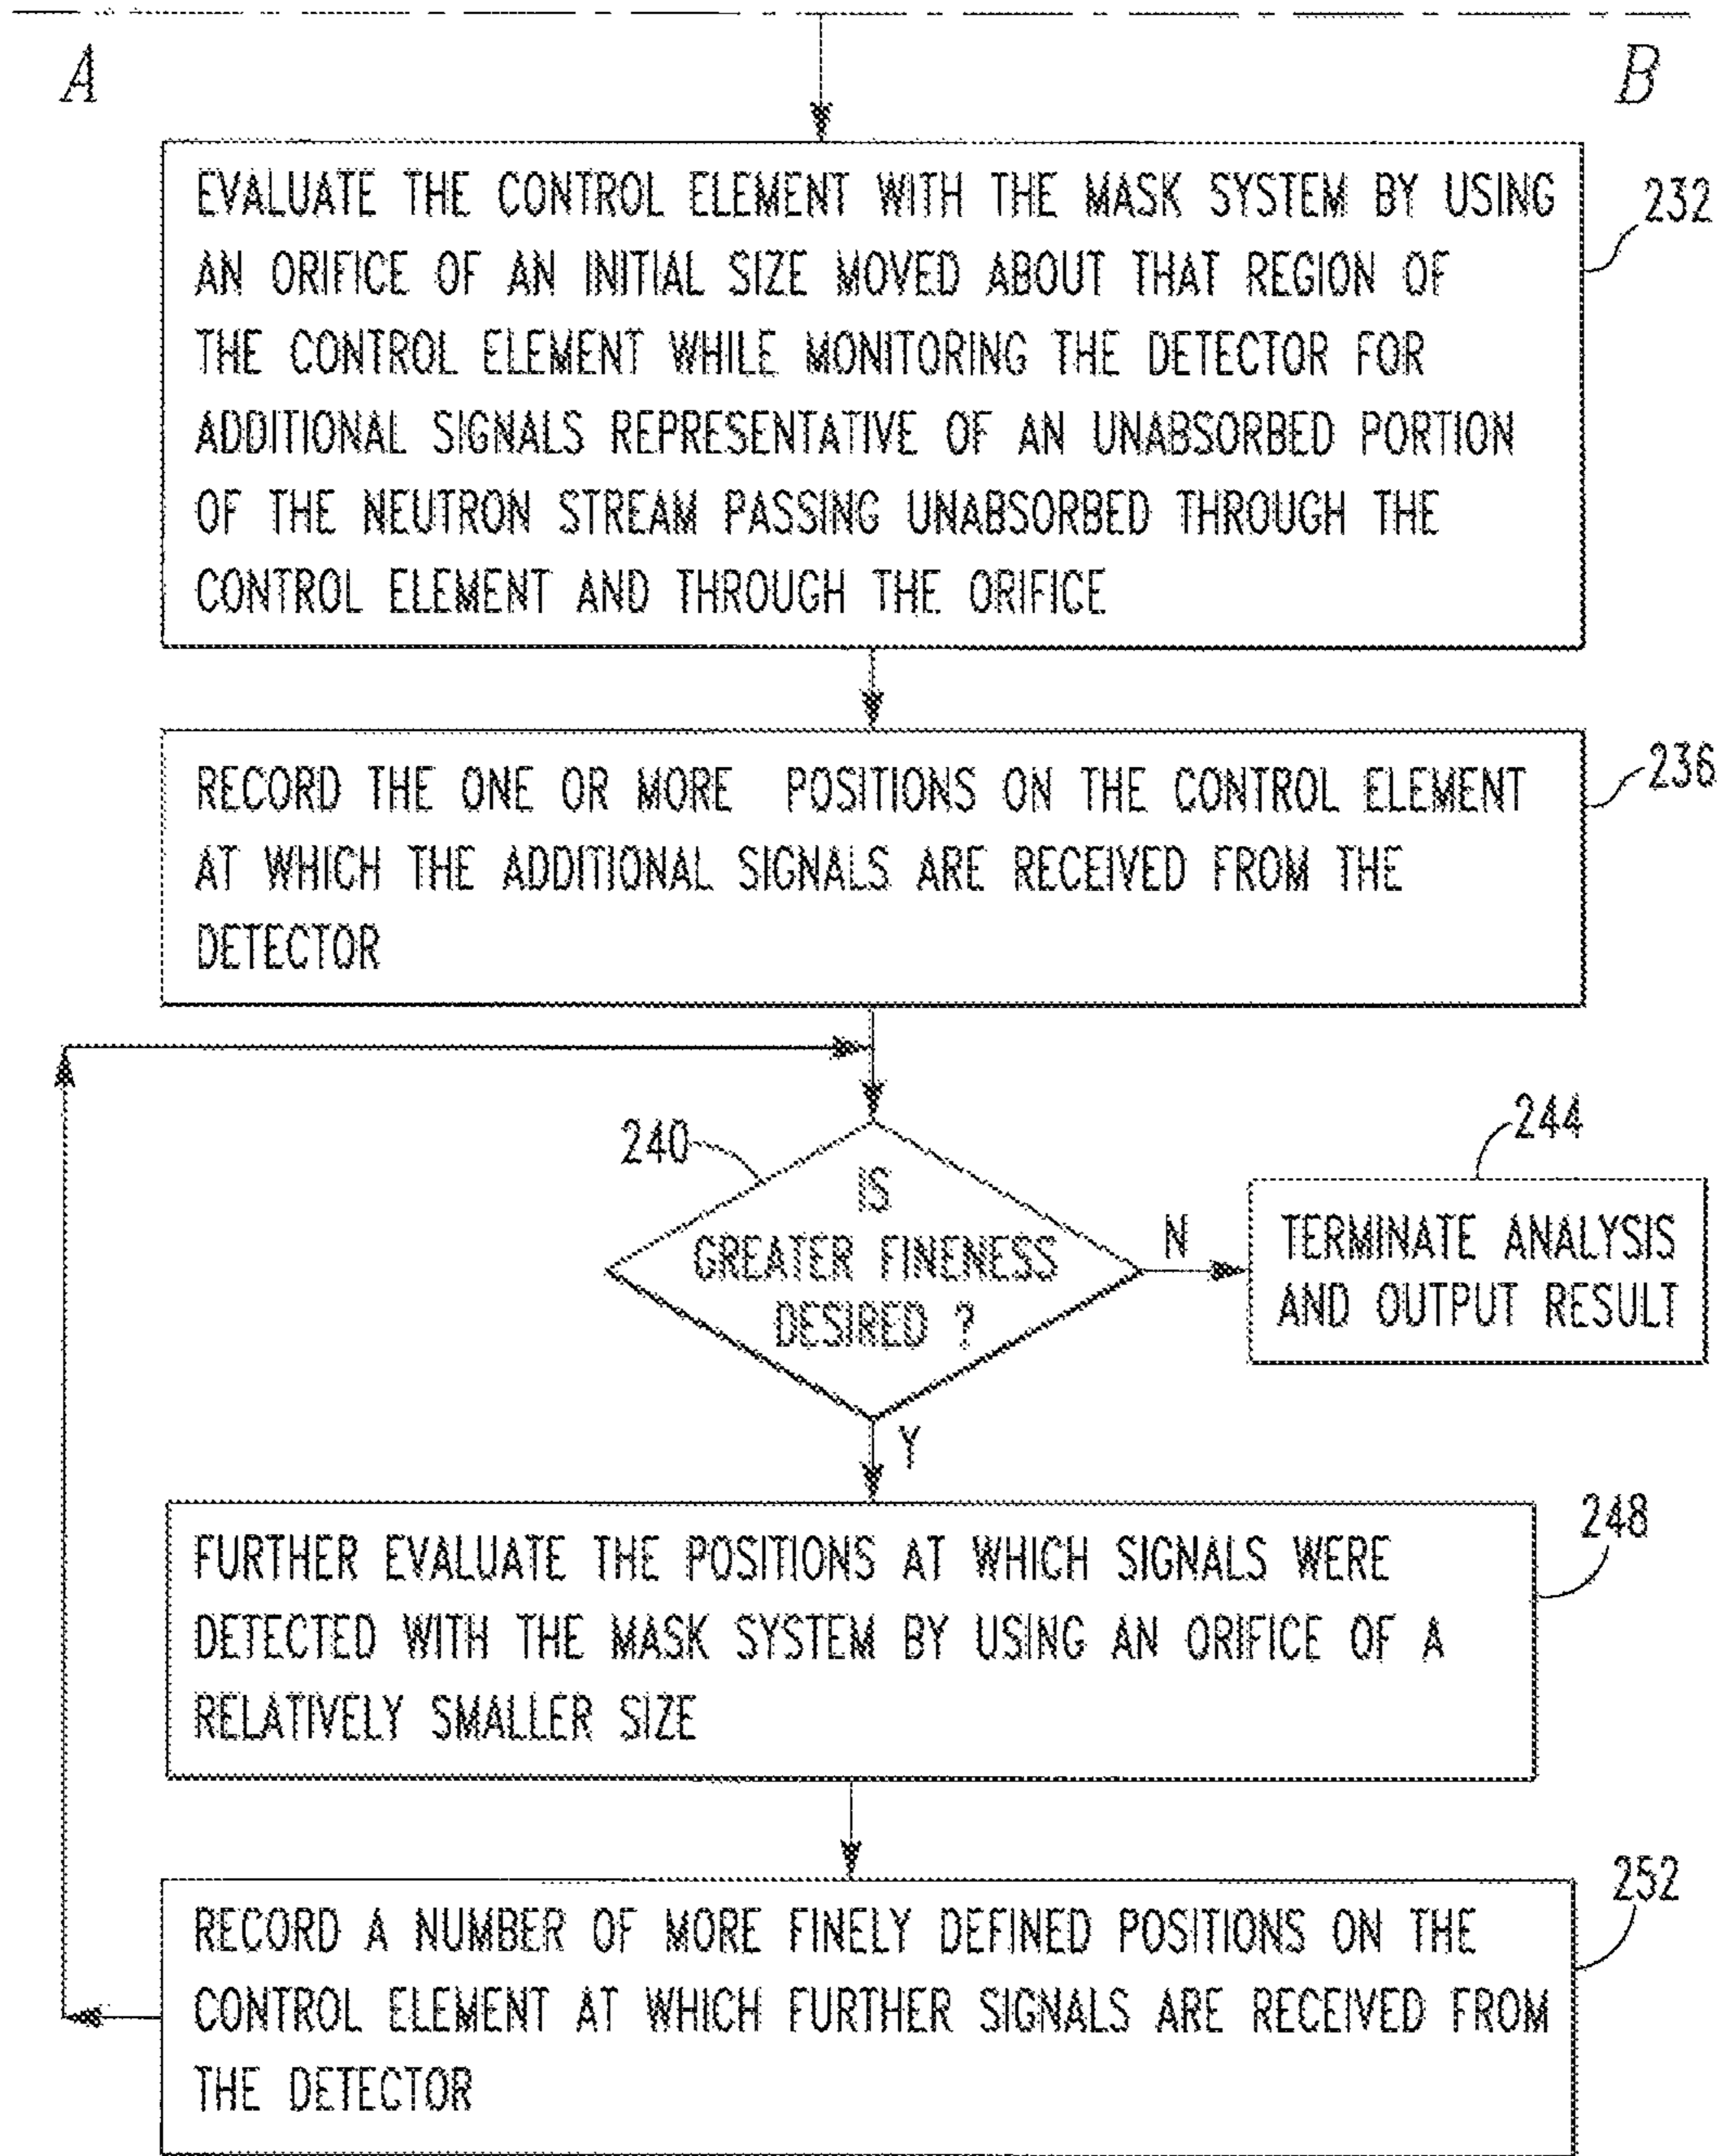 A
B
EVALUATE THE CONTROL ELEMENT WITH THE MASK SYSTEM BY USING
AN ORIFICE OF AN INITIAL SIZE MOVED ABOUT THAT REGION OF
THE CONTROL ELEMENT WHILE MONITORING THE DETECTOR FOR
ADDITIONAL SIGNALS REPRESENTATIVE OF AN UNABSORBED PORTION
OF THE NEUTRON STREAM PASSING UNABSORBED THROUGH THE
CONTROL ELEMENT AND THROUGH THE ORIFICE
232
RECORD THE ONE OR MORE POSITIONS ON THE CONTROL ELEMENT
AT WHICH THE ADDITIONAL SIGNALS ARE RECEIVED FROM THE
DETECTOR
236
240
IS
GREATER FINENESS
DESIRED ?
N
244
TERMINATE ANALYSIS
AND OUTPUT RESULT
Y
FURTHER EVALUATE THE POSITIONS AT WHICH SIGNALS WERE
DETECTED WITH THE MASK SYSTEM BY USING AN ORIFICE OF A
RELATIVELY SMALLER SIZE
248
RECORD A NUMBER OF MORE FINELY DEFINED POSITIONS ON THE
CONTROL ELEMENT AT WHICH FURTHER SIGNALS ARE RECEIVED FROM
THE DETECTOR
252